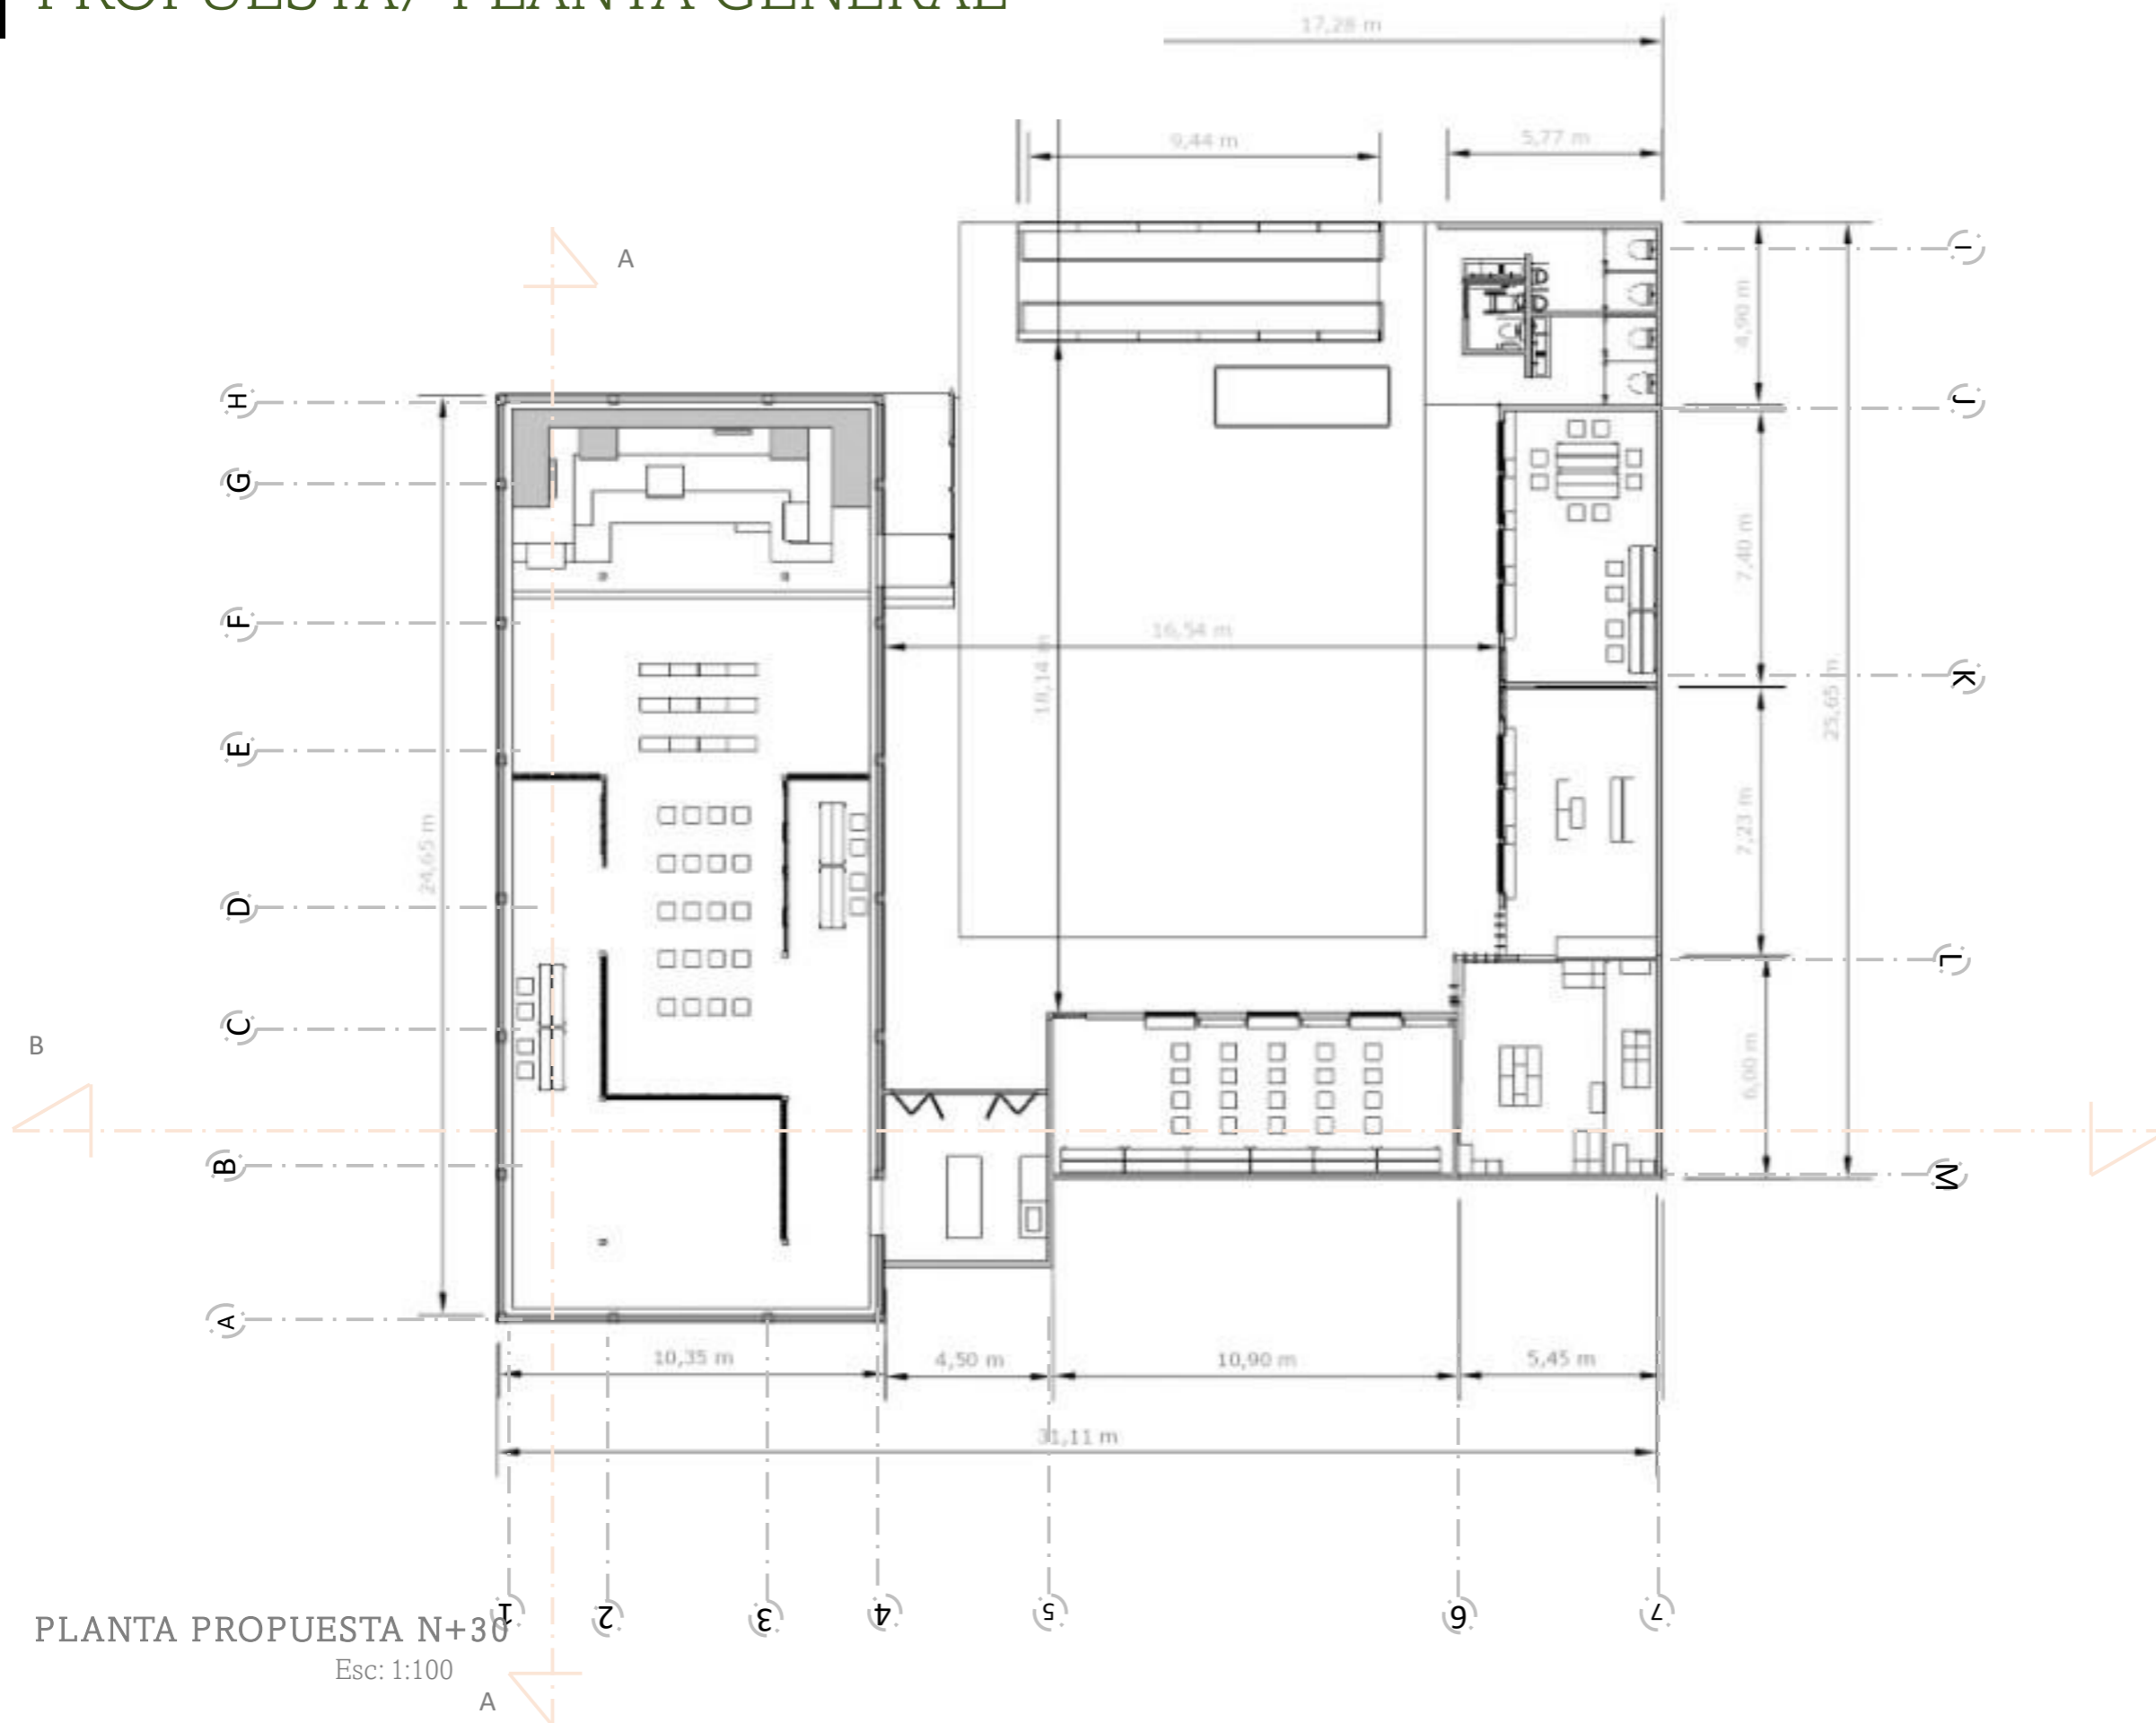 PROPUESTA/ PLANTA GENERAL
17,28 m
9,44 m
5,77 m
A
I
4,90 m
H
J
G
7,40 m
F
16,54 m
18,14 m
K
25,65 m
E
7,23 m
24,65 m
D
L
C
B
6,00 m
B
M
A
10,35 m
4,50 m
10,90 m
5,45 m
31,11 m
1
2
3
4
5
6
7
PLANTA PROPUESTA N+30
Esc: 1:100
A